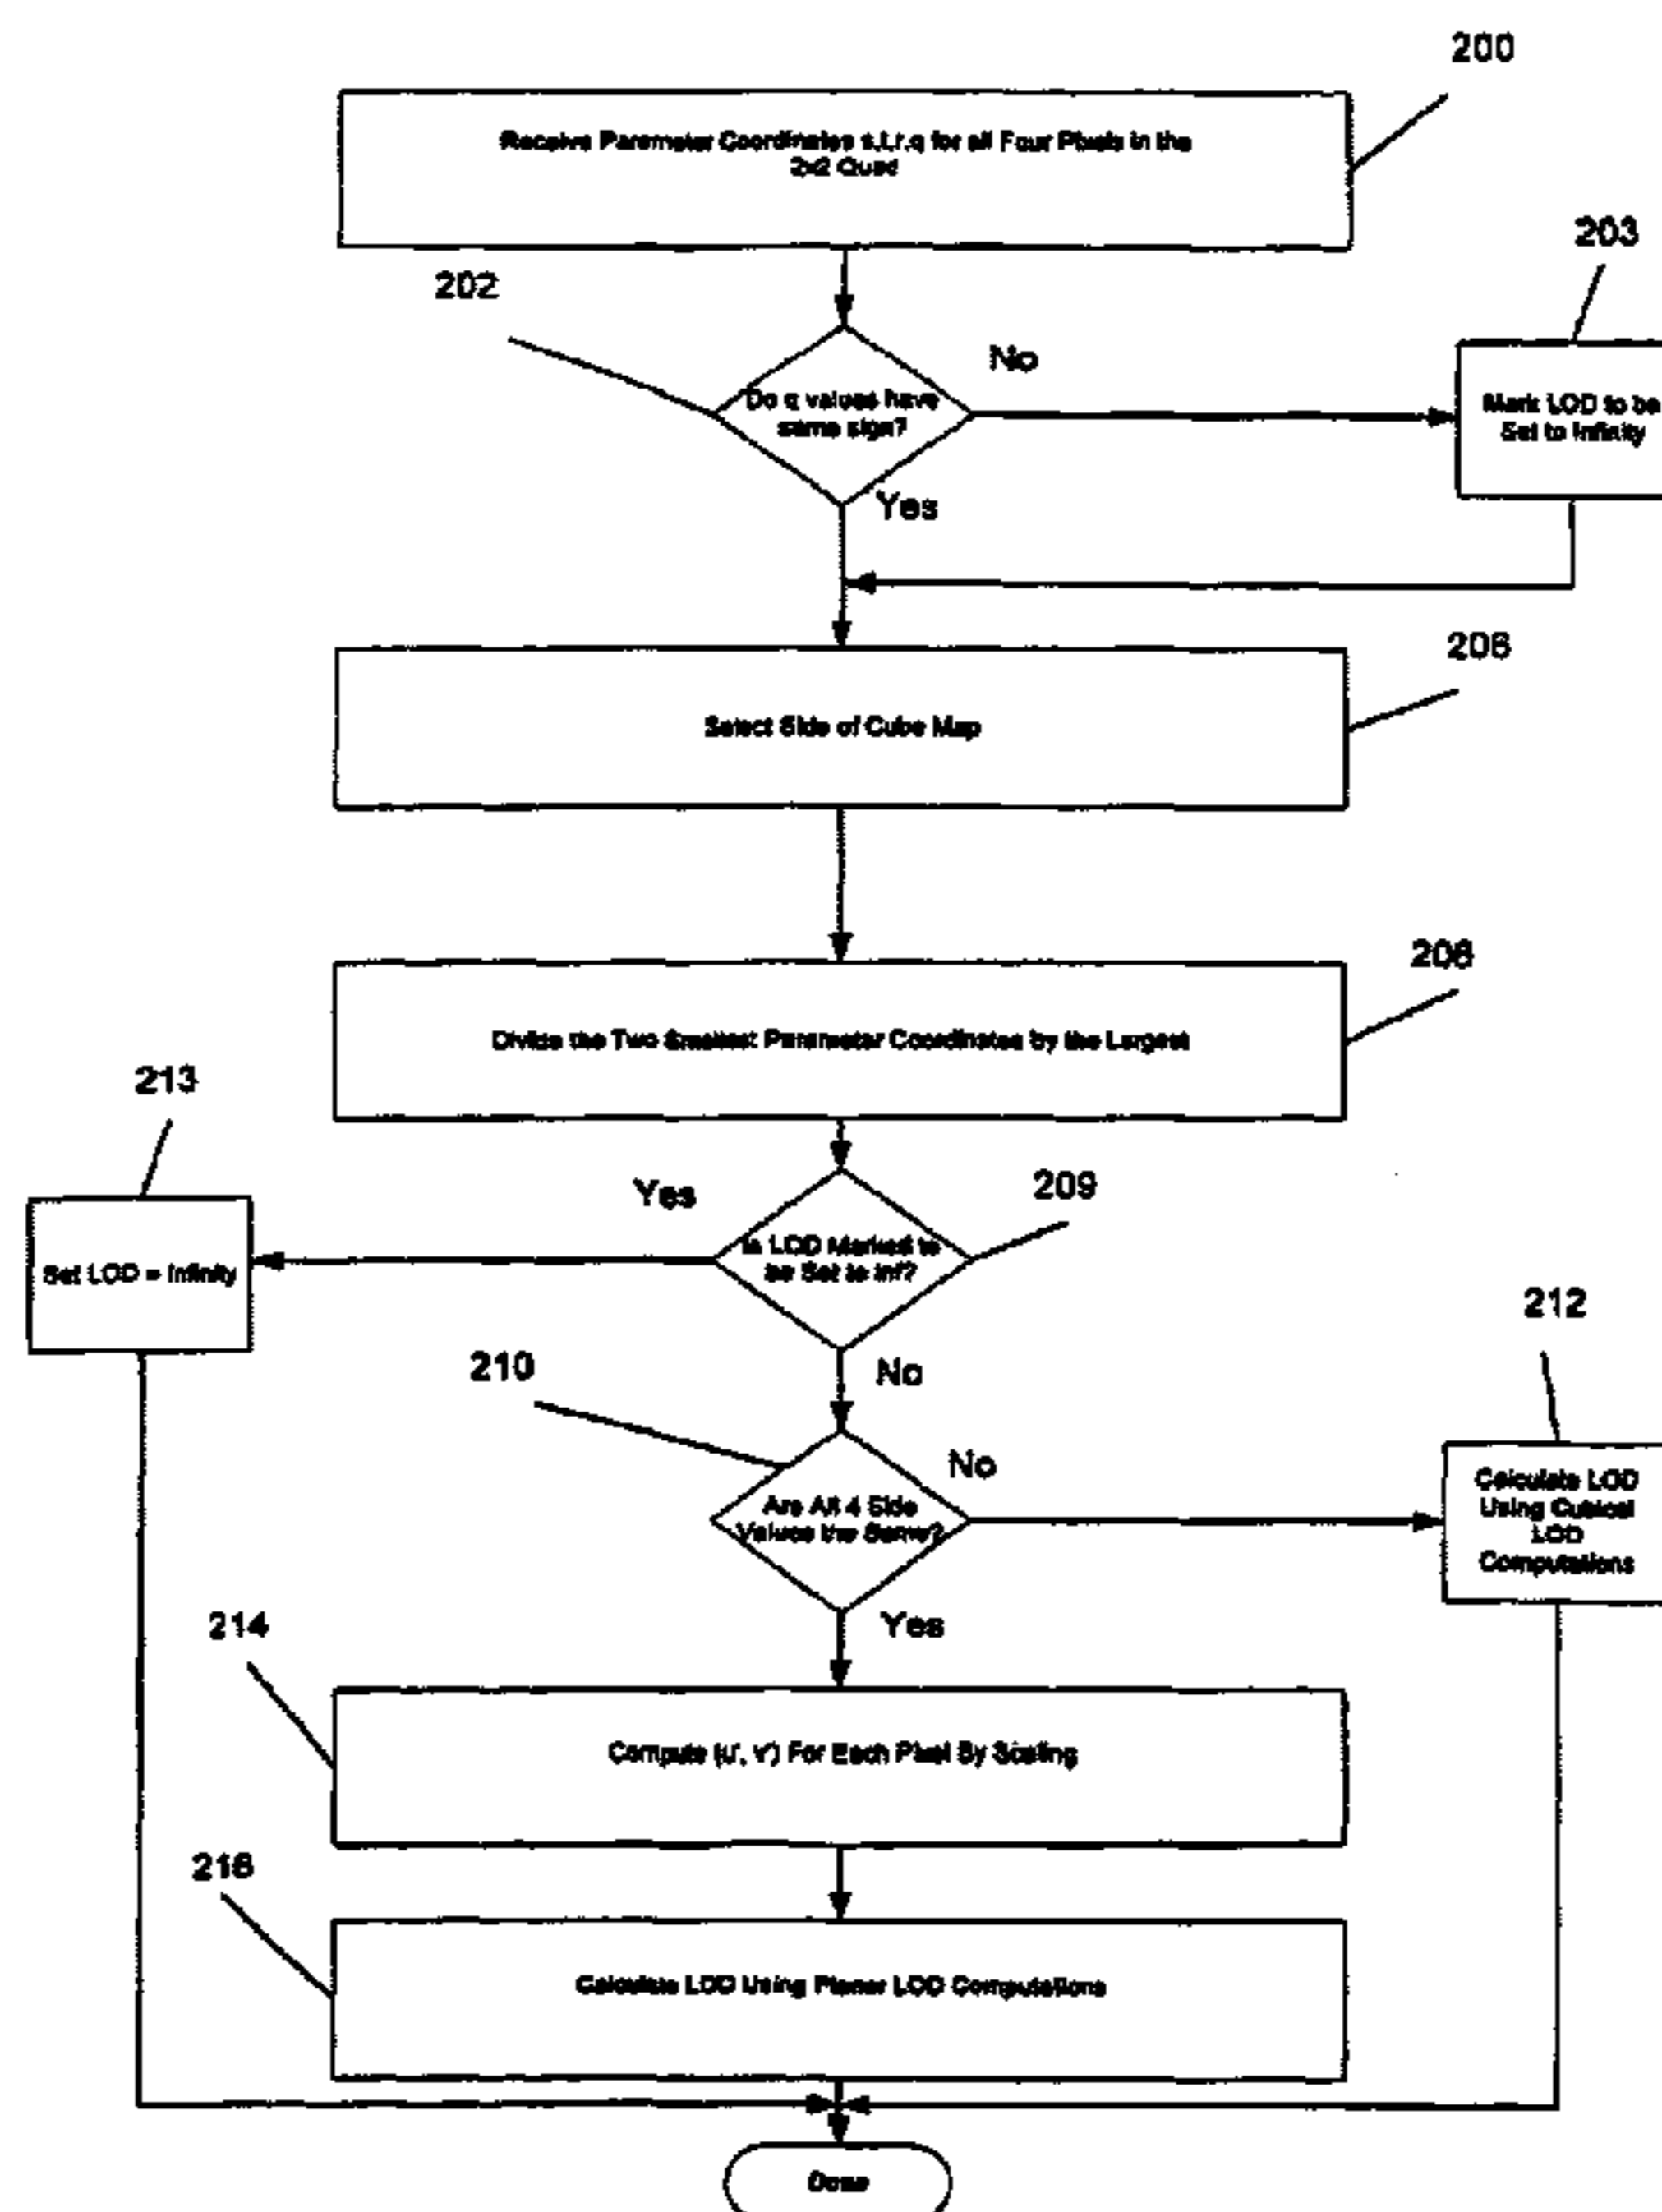 200
Receive Parameter Coordinates s,t,r,q for all Four Pixels in the
2x2 Quad
202
203
No
Do q values have
same sign?
Mark LOD to be
Set to Infinity
Yes
206
Select Side of Cube Map
208
Divide the Two Smallest Parameter Coordinates by the Largest
213
Yes
209
Is LOD Marked to
be Set to Inf?
Set LOD = Infinity
212
210
No
No
Are All 4 Side
Values the Same?
Calculate LOD
Using Cubical
LOD
Computations
214
Yes
Compute (u', v') For Each Pixel By Scaling
216
Calculate LOD Using Planar LOD Computations
Done